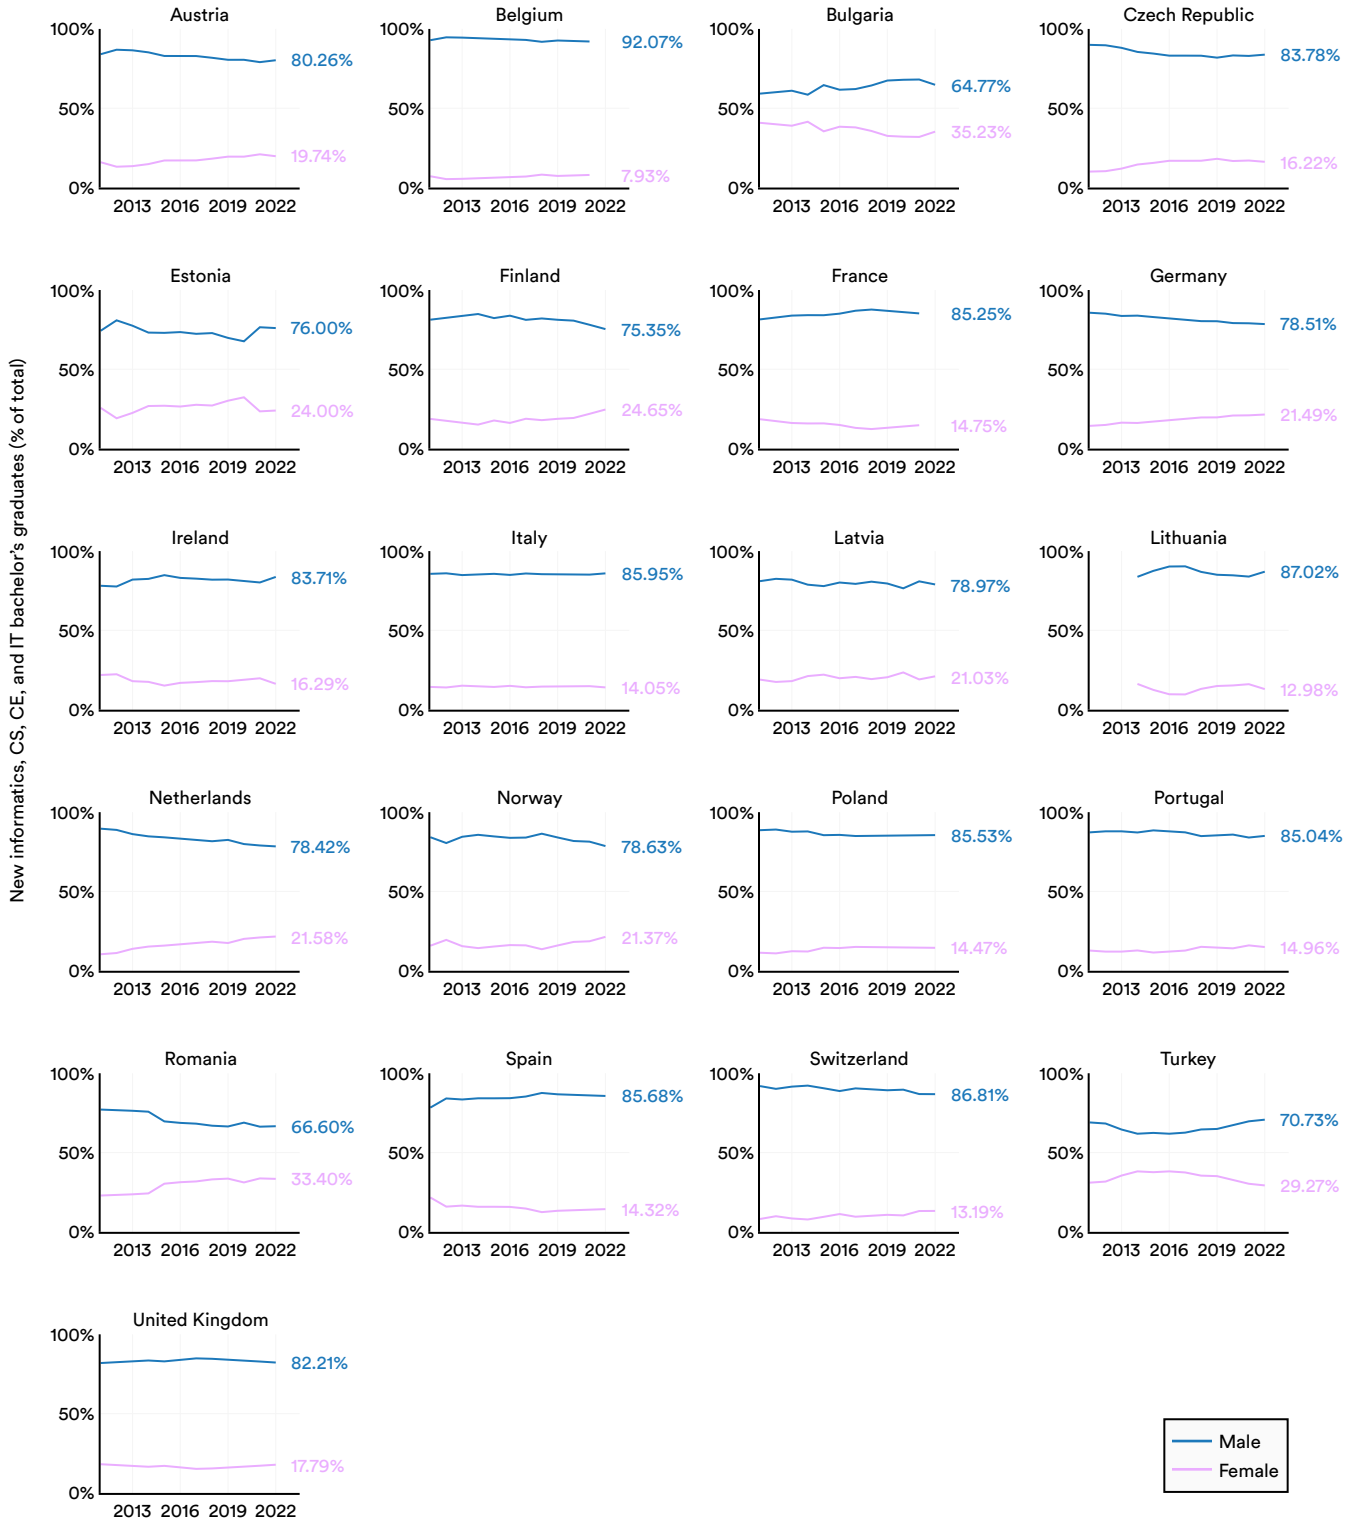 New informatics, CS, CE, and IT bachelor's graduates (% of total)
Austria
100%
50%
0%
80.26%
19.74%
2013 2016 2019 2022
Belgium
100%
50%
0%
92.07%
7.93%
2013 2016 2019 2022
Bulgaria
100%
50%
0%
64.77%
35.23%
2013 2016 2019 2022
Czech Republic
100%
50%
0%
83.78%
16.22%
2013 2016 2019 2022
Estonia
100%
50%
0%
76.00%
24.00%
2013 2016 2019 2022
Finland
100%
50%
0%
75.35%
24.65%
2013 2016 2019 2022
France
100%
50%
0%
85.25%
14.75%
2013 2016 2019 2022
Germany
100%
50%
0%
78.51%
21.49%
2013 2016 2019 2022
Ireland
100%
50%
0%
83.71%
16.29%
2013 2016 2019 2022
Italy
100%
50%
0%
85.95%
14.05%
2013 2016 2019 2022
Latvia
100%
50%
0%
78.97%
21.03%
2013 2016 2019 2022
Lithuania
100%
50%
0%
87.02%
12.98%
2013 2016 2019 2022
Netherlands
100%
50%
0%
78.42%
21.58%
2013 2016 2019 2022
Norway
100%
50%
0%
78.63%
21.37%
2013 2016 2019 2022
Poland
100%
50%
0%
85.53%
14.47%
2013 2016 2019 2022
Portugal
100%
50%
0%
85.04%
14.96%
2013 2016 2019 2022
Romania
100%
50%
0%
66.60%
33.40%
2013 2016 2019 2022
Spain
100%
50%
0%
85.68%
14.32%
2013 2016 2019 2022
Switzerland
100%
50%
0%
86.81%
13.19%
2013 2016 2019 2022
Turkey
100%
50%
0%
70.73%
29.27%
2013 2016 2019 2022
United Kingdom
100%
50%
0%
82.21%
17.79%
2013 2016 2019 2022
Male
Female